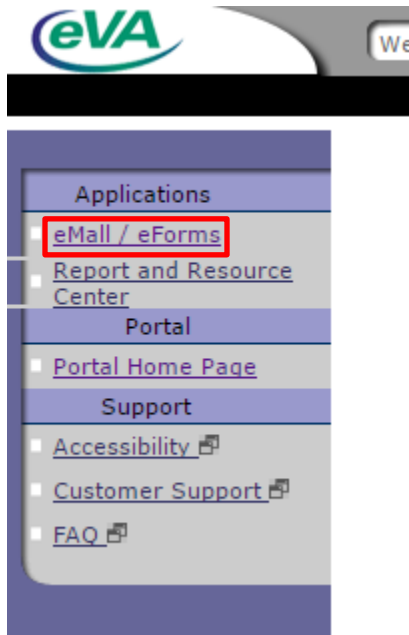 eVA
We
Applications
eMall / eForms
Report and Resource
Center
Portal
Portal Home Page
Support
Accessibility
Customer Support
FAQ